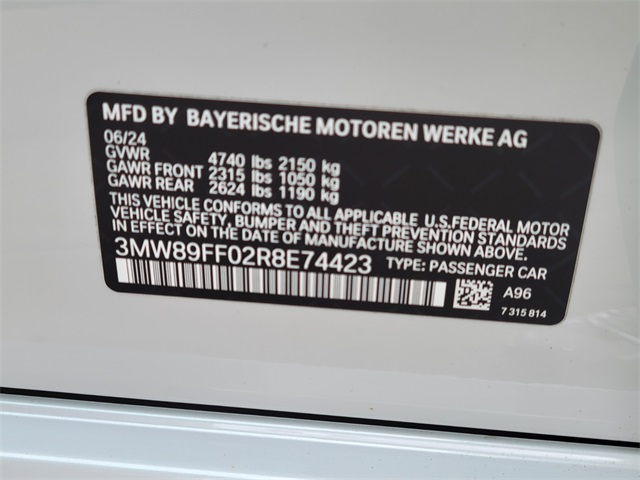 MFD BY BAYERISCHE MOTOREN WERKE AG
06/24
GVWR 4740 lbs 2150 kg
GAWR FRONT 2315 lbs 1050 kg
GAWR REAR 2624 lbs 1190 kg
THIS VEHICLE CONFORMS TO ALL APPLICABLE U.S.FEDERAL MOTOR
VEHICLE SAFETY, BUMPER AND THEFT PREVENTION STANDARDS
IN EFFECT ON THE DATE OF MANUFACTURE SHOWN ABOVE.
3MW89FF02R8E74423 TYPE: PASSENGER CAR
A96
7 315 814